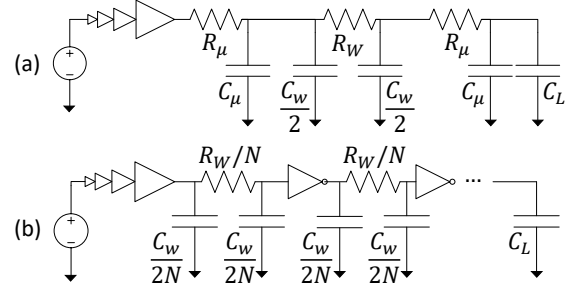 (a)
+
−
R_μ
R_W
R_μ
C_μ
C_w/2
C_w/2
C_μ
C_L
(b)
+
−
R_W/N
R_W/N
...
C_w/2N
C_w/2N
C_w/2N
C_w/2N
C_L